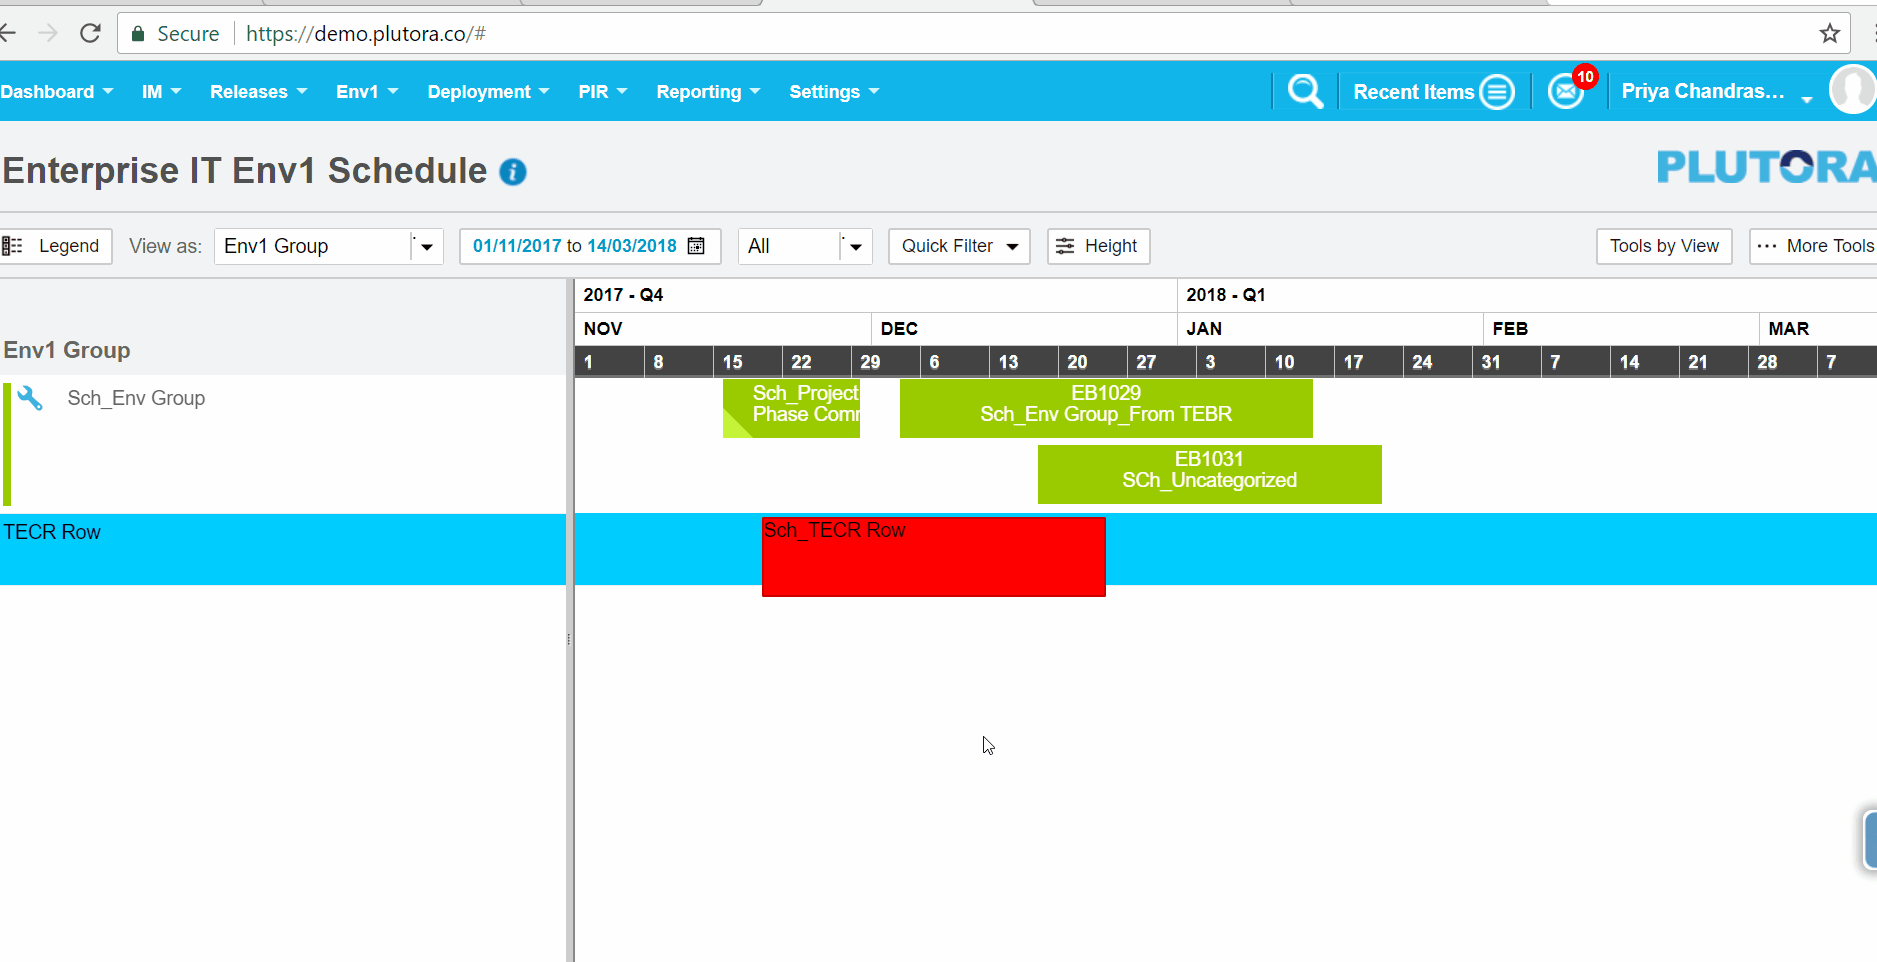 Secure https://demo.plutora.co/#
Dashboard IM Releases Env1 Deployment PIR Reporting Settings Recent Items 10 Priya Chandras...
Enterprise IT Env1 Schedule i
PLUTORA
Legend View as: Env1 Group 01/11/2017 to 14/03/2018 All Quick Filter Height Tools by View ... More Tools
2017 - Q4 2018 - Q1
NOV DEC JAN FEB MAR
Env1 Group
1 8 15 22 29 6 13 20 27 3 10 17 24 31 7 14 21 28 7
Sch_Env Group
Sch_Project
Phase Com
EB1029
Sch_Env Group_From TEBR
EB1031
SCh_Uncategorized
TECR Row
Sch_TECR Row